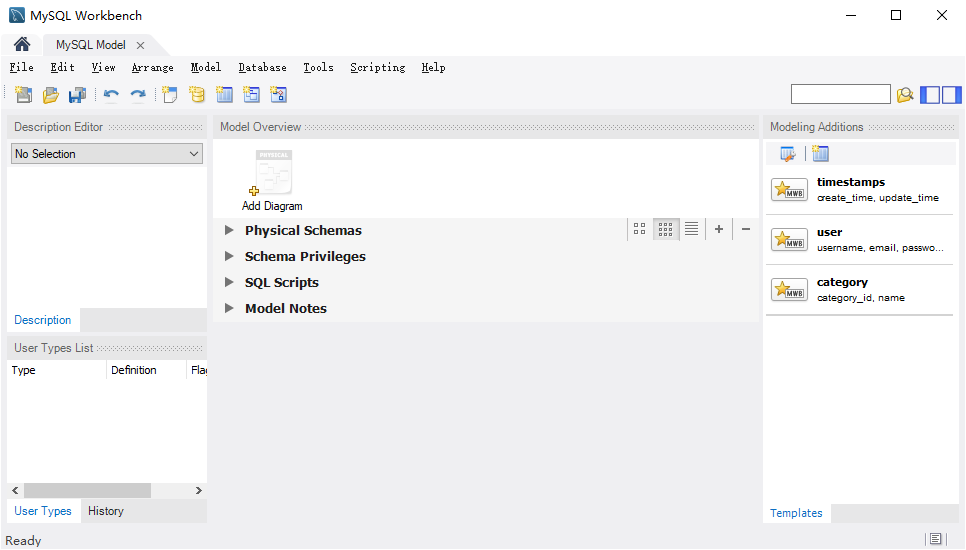 MySQL Workbench
MySQL Model
File Edit View Arrange Model Database Tools Scripting Help
Description Editor
No Selection
Description
User Types List
Type Definition Flag
User Types History
Model Overview
PHYSICAL
Add Diagram
Physical Schemas
Schema Privileges
SQL Scripts
Model Notes
Modeling Additions
MWB
timestamps
create_time, update_time
MWB
user
username, email, passwo...
MWB
category
category_id, name
Templates
Ready